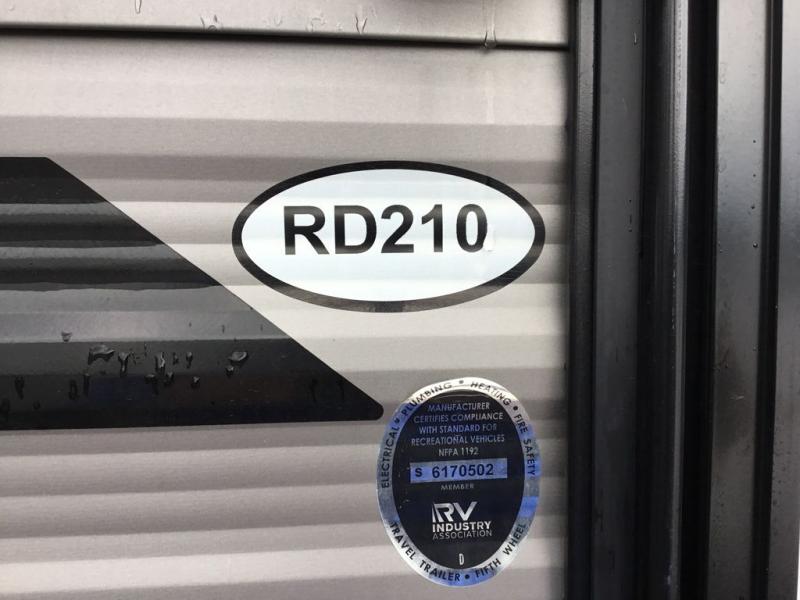 RD210
ELECTRICAL • PLUMBING • HEATING • FIRE SAFETY
MANUFACTURER
CERTIFIES COMPLIANCE
WITH STANDARD FOR
RECREATIONAL VEHICLES
NFPA 1192
S 6170502
MEMBER
RV
INDUSTRY
ASSOCIATION
D
TRAVEL TRAILER • FIFTH WHEEL